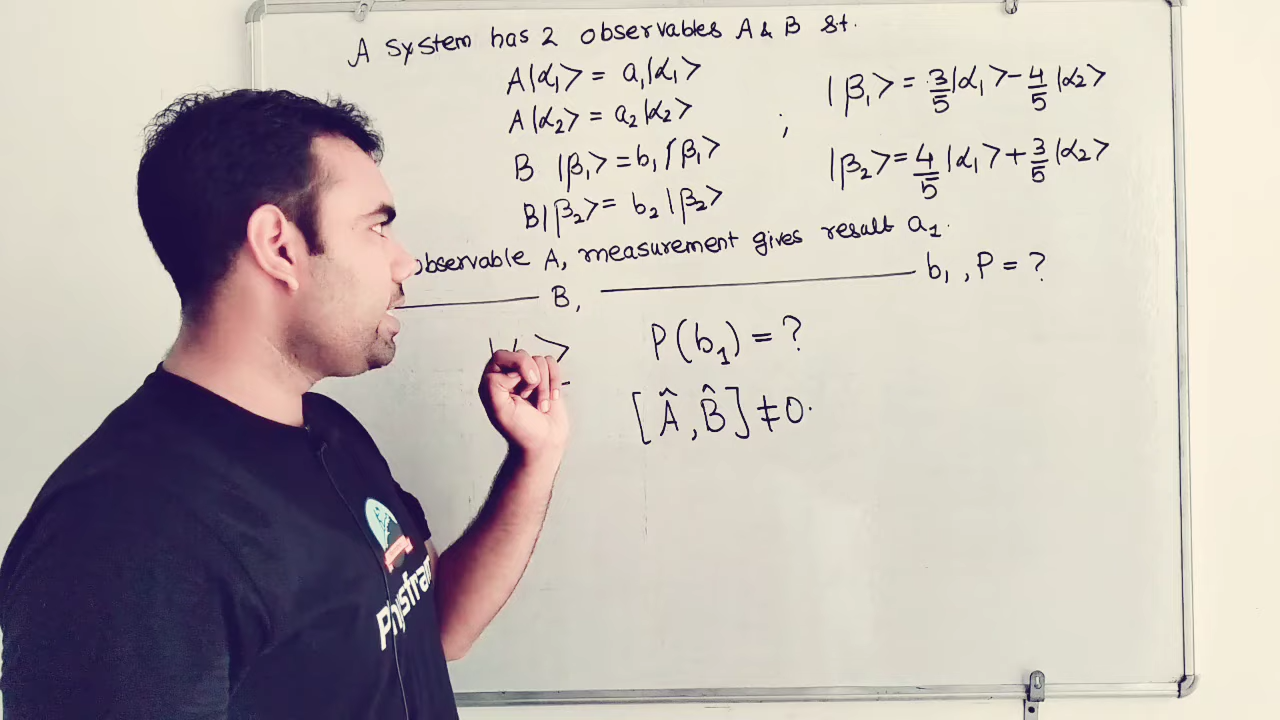 A system has 2 observables A & B st.
A|α₁⟩ = a₁|α₁⟩
A|α₂⟩ = a₂|α₂⟩
B |β₁⟩ = b₁|β₁⟩
B|β₂⟩ = b₂|β₂⟩
;
|β₁⟩ = 3/5|α₁⟩ - 4/5|α₂⟩
|β₂⟩ = 4/5|α₁⟩ + 3/5|α₂⟩
observable A, measurement gives result a₁.
B, b₁, P = ?
P(b₁) = ?
[Â, B̂] ≠ 0.